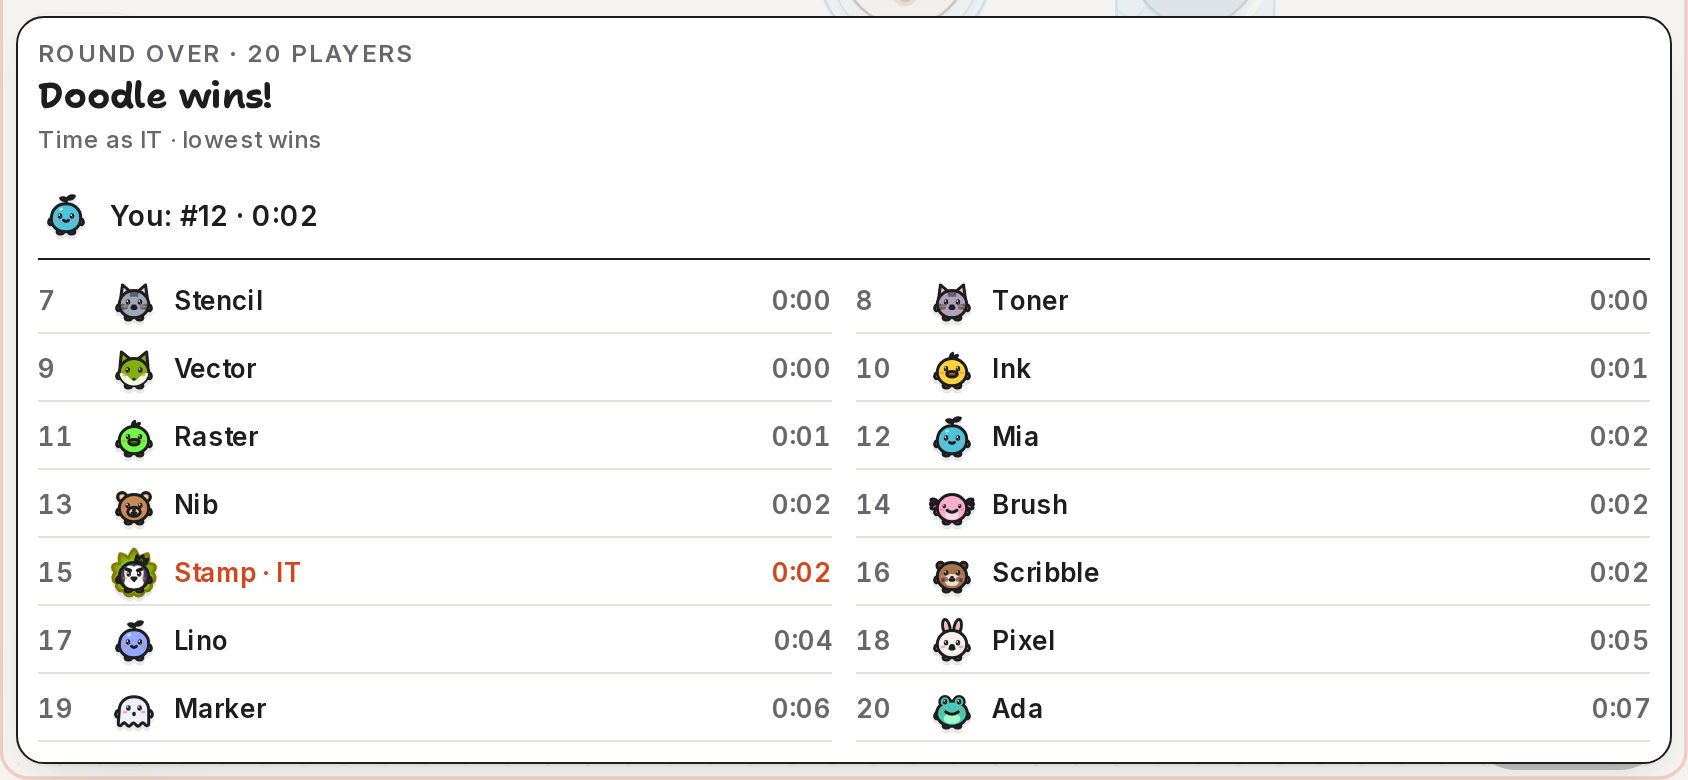 ROUND OVER · 20 PLAYERS
Doodle wins!
Time as IT · lowest wins
You: #12 · 0:02
7 Stencil 0:00 8 Toner 0:00
9 Vector 0:00 10 Ink 0:01
11 Raster 0:01 12 Mia 0:02
13 Nib 0:02 14 Brush 0:02
15 Stamp · IT 0:02 16 Scribble 0:02
17 Lino 0:04 18 Pixel 0:05
19 Marker 0:06 20 Ada 0:07